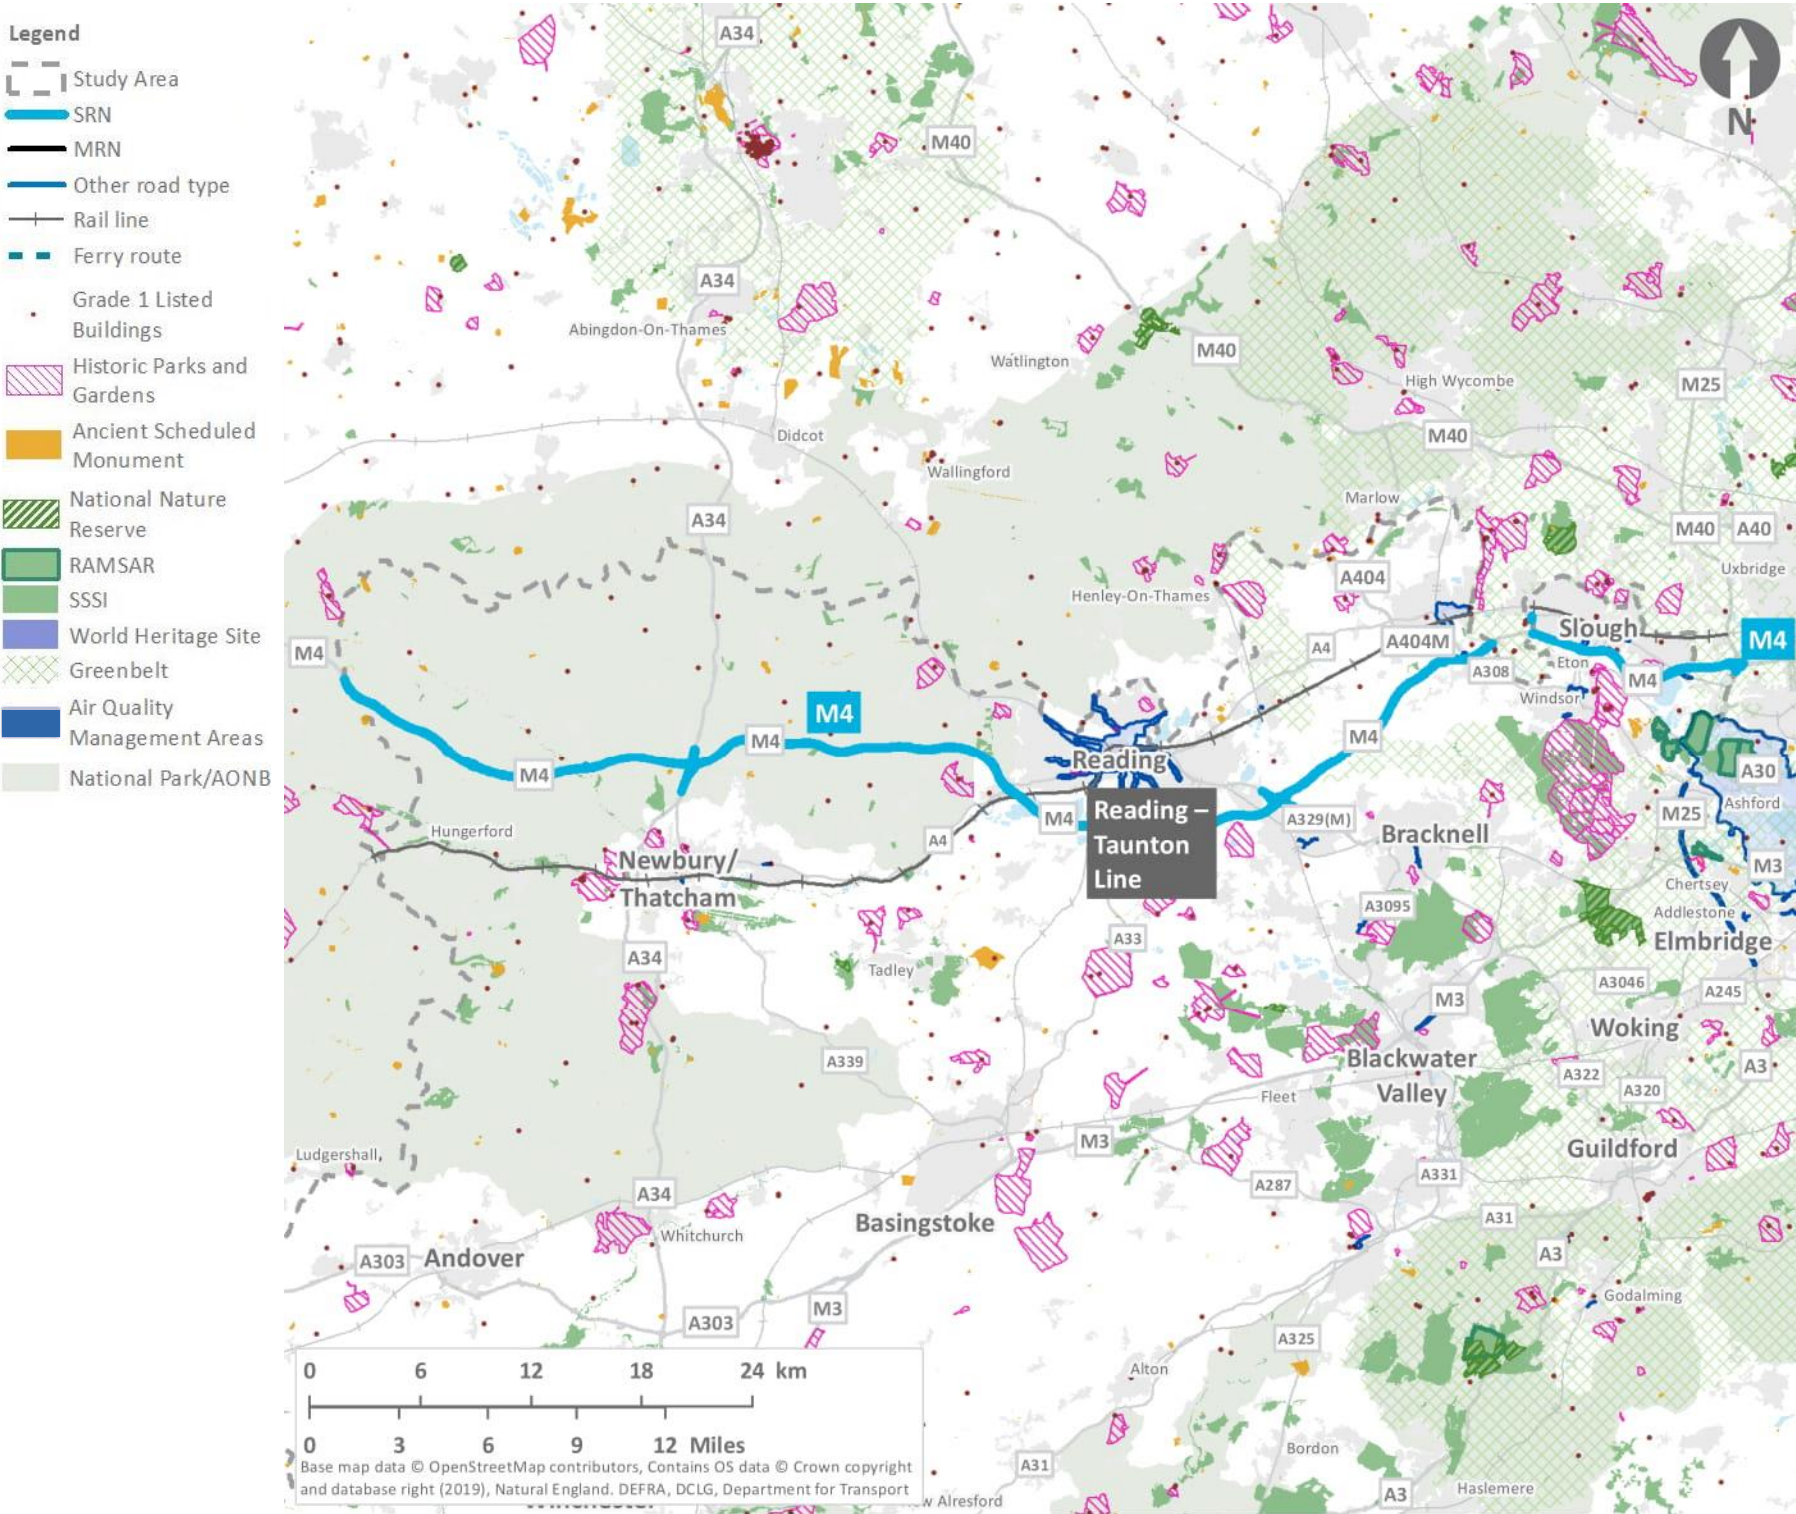 Legend
Study Area
SRN
MRN
Other road type
Rail line
Ferry route
Grade 1 Listed
Buildings
Historic Parks and
Gardens
Ancient Scheduled
Monument
National Nature
Reserve
RAMSAR
SSSI
World Heritage Site
Greenbelt
Air Quality
Management Areas
National Park/AONB
N
A34
M40
A34
Abingdon-On-Thames
Watlington
M40
High Wycombe
M25
M40
Didcot
Wallingford
Marlow
A34
M40
A40
Uxbridge
A404
Henley-On-Thames
Slough
M4
M4
A4
A404M
A308
Eton
M4
Windsor
M4
M4
M4
M4
Reading
A30
M4
Ashford
M4
Reading –
Taunton
Line
A329(M)
M25
Hungerford
A4
Bracknell
Newbury/
Thatcham
M3
Chertsey
A3095
Addlestone
Elmbridge
A33
A34
Tadley
A3046
A245
M3
Woking
A339
Blackwater
Valley
A3
A322
A320
Fleet
M3
Guildford
Ludgershall
A331
A34
A287
Basingstoke
A31
Whitchurch
A303
Andover
A3
Godalming
M3
A303
A325
Alton
Bordon
A31
Haslemere
A3
0 6 12 18 24 km
0 3 6 9 12 Miles
Base map data © OpenStreetMap contributors, Contains OS data © Crown copyright
and database right (2019), Natural England. DEFRA, DCLG, Department for Transport
Alresford